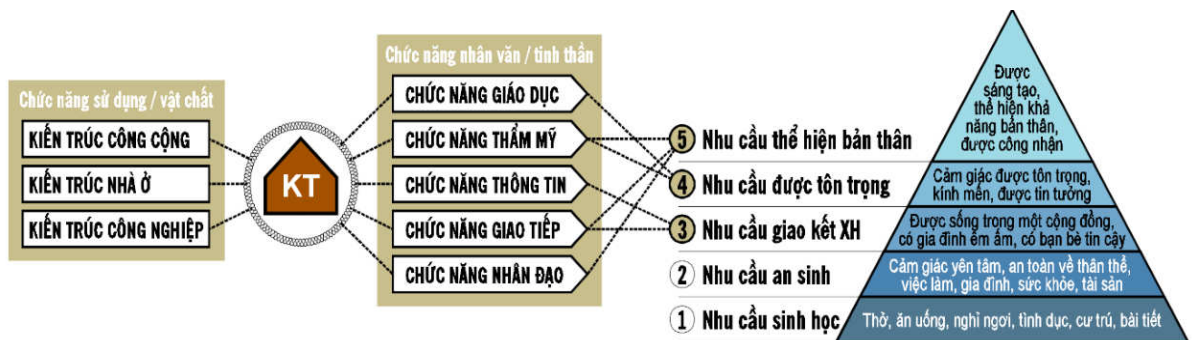 Chức năng sử dụng / vật chất
KIẾN TRÚC CÔNG CỘNG
KIẾN TRÚC NHÀ Ở
KIẾN TRÚC CÔNG NGHIỆP
KT
Chức năng nhân văn / tinh thần
CHỨC NĂNG GIÁO DỤC
CHỨC NĂNG THẨM MỸ
CHỨC NĂNG THÔNG TIN
CHỨC NĂNG GIAO TIẾP
CHỨC NĂNG NHÂN ĐẠO
5 Nhu cầu thể hiện bản thân
4 Nhu cầu được tôn trọng
3 Nhu cầu giao kết XH
2 Nhu cầu an sinh
1 Nhu cầu sinh học
Được
sáng tạo,
thể hiện khả
năng bản thân,
được công nhận
Cảm giác được tôn trọng,
kính mến, được tin tưởng
Được sống trong một cộng đồng,
có gia đình êm ấm, có bạn bè tin cậy
Cảm giác yên tâm, an toàn về thân thể,
việc làm, gia đình, sức khỏe, tài sản
Thở, ăn uống, nghỉ ngơi, tình dục, cư trú, bài tiết